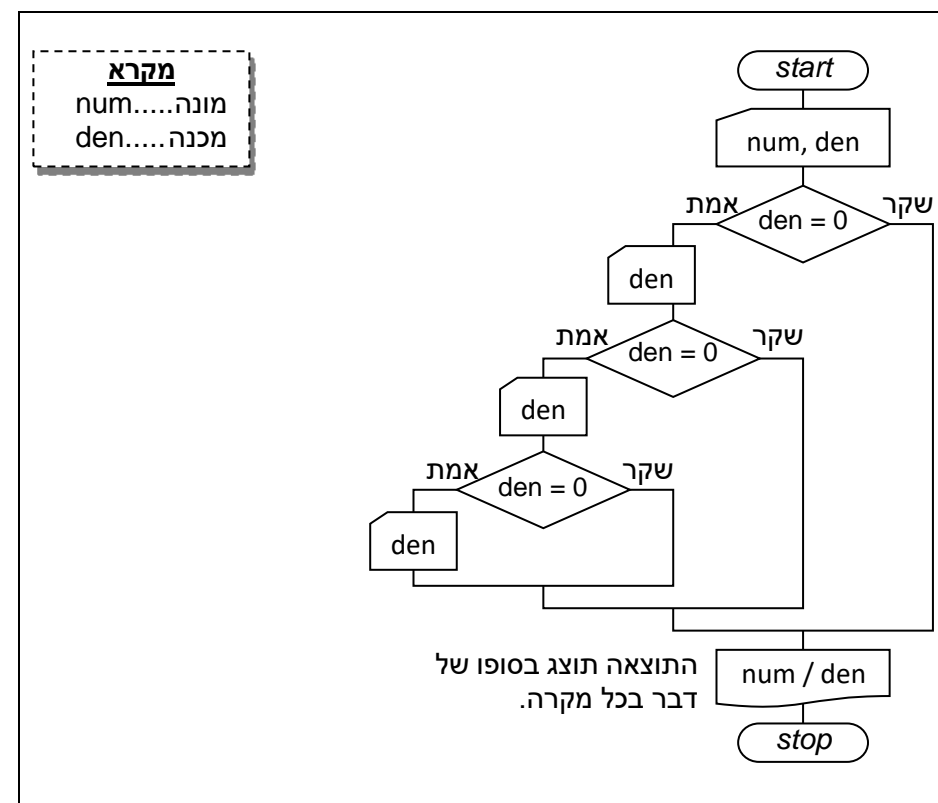 מקרא
מונה.....num
מכנה.....den
start
num, den
אמת
den = 0
שקר
den
אמת
den = 0
שקר
den
אמת
den = 0
שקר
den
התוצאה תוצג בסופו של
דבר בכל מקרה.
num / den
stop